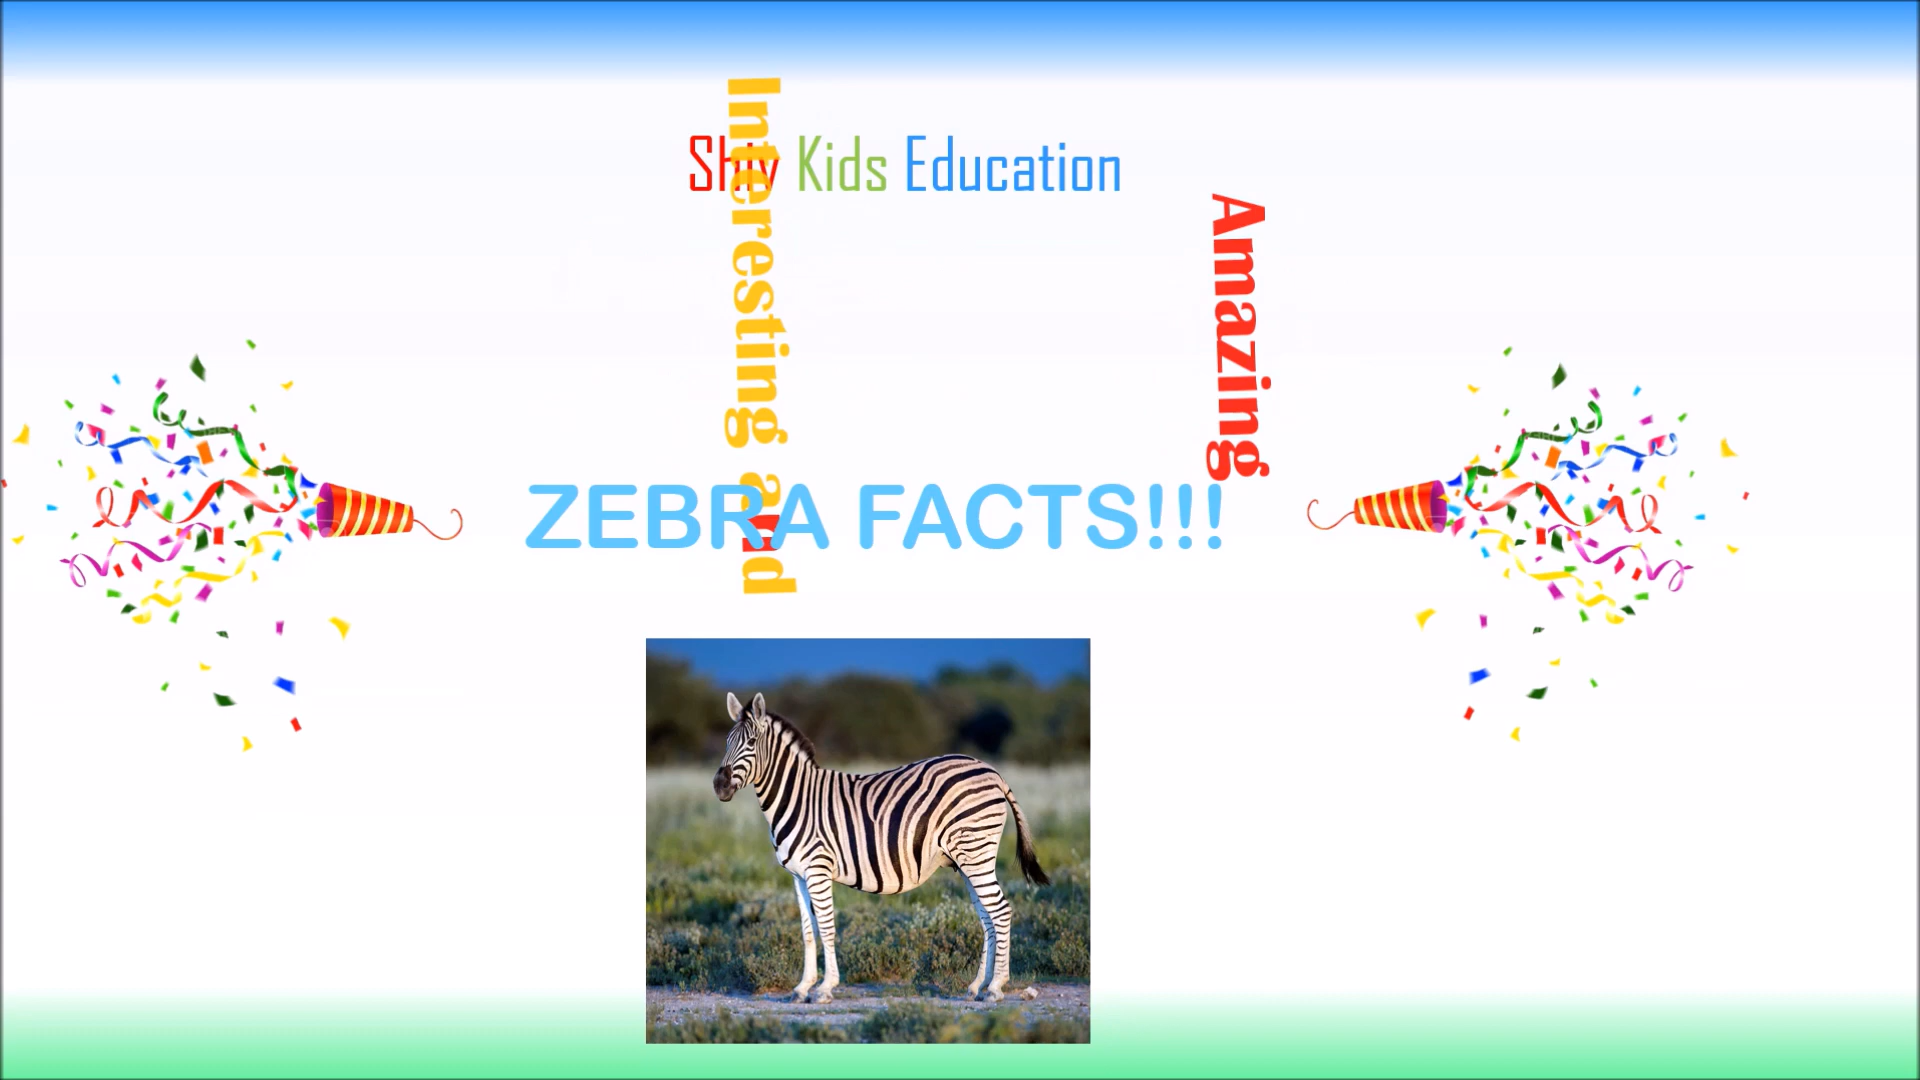 Kids Education
Interesting and
Amazing
ZEBRA FACTS!!!